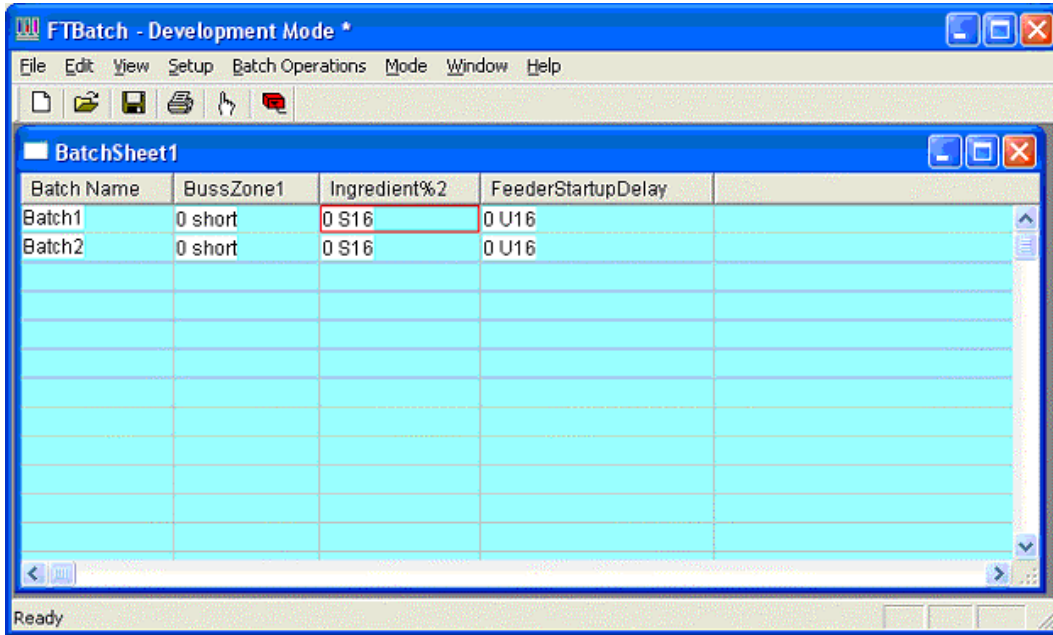 FTBatch - Development Mode *
File Edit View Setup Batch Operations Mode Window Help
BatchSheet1
Batch Name BussZone1 Ingredient%2 FeederStartupDelay
Batch1 0 short 0 S16 0 U16
Batch2 0 short 0 S16 0 U16
Ready